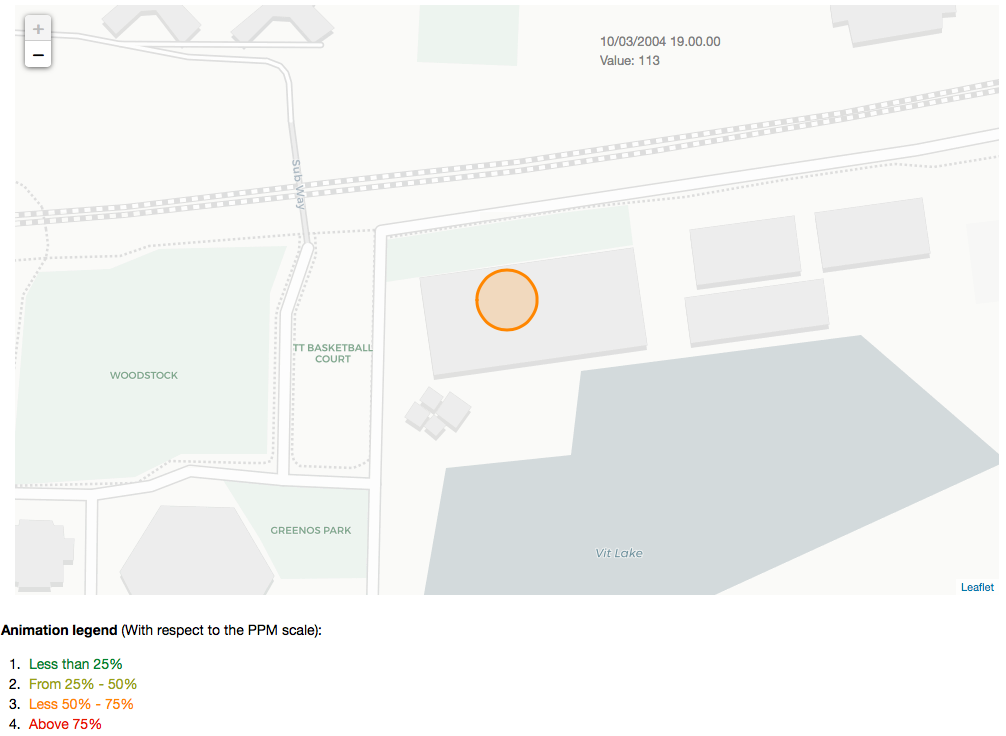 +
−
10/03/2004 19.00.00
Value: 113
Sub Way
TT BASKETBALL
COURT
WOODSTOCK
GREENOS PARK
Vit Lake
Leaflet
Animation legend (With respect to the PPM scale):
1. Less than 25%
2. From 25% - 50%
3. Less 50% - 75%
4. Above 75%